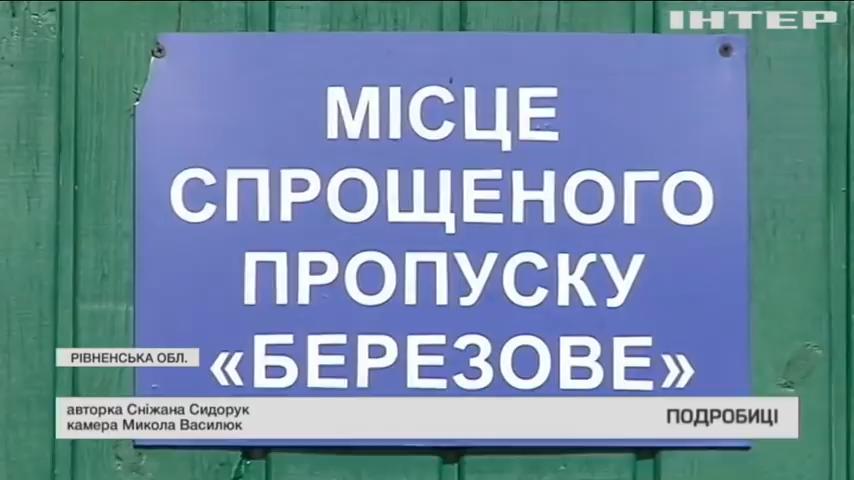 ІНТЕР
МІСЦЕ
СПРОЩЕНОГО
ПРОПУСКУ
«БЕРЕЗОВЕ»
РІВНЕНСЬКА ОБЛ.
авторка Сніжана Сидорук
камера Микола Василюк
ПОДРОБИЦІ